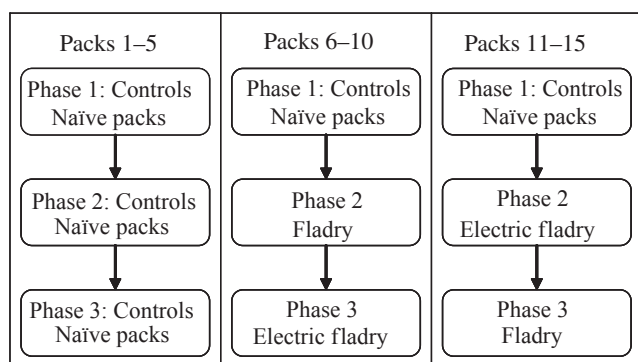 Packs 1–5
Phase 1: Controls
Naïve packs
Phase 2: Controls
Naïve packs
Phase 3: Controls
Naïve packs
Packs 6–10
Phase 1: Controls
Naïve packs
Phase 2
Fladry
Phase 3
Electric fladry
Packs 11–15
Phase 1: Controls
Naïve packs
Phase 2
Electric fladry
Phase 3
Fladry